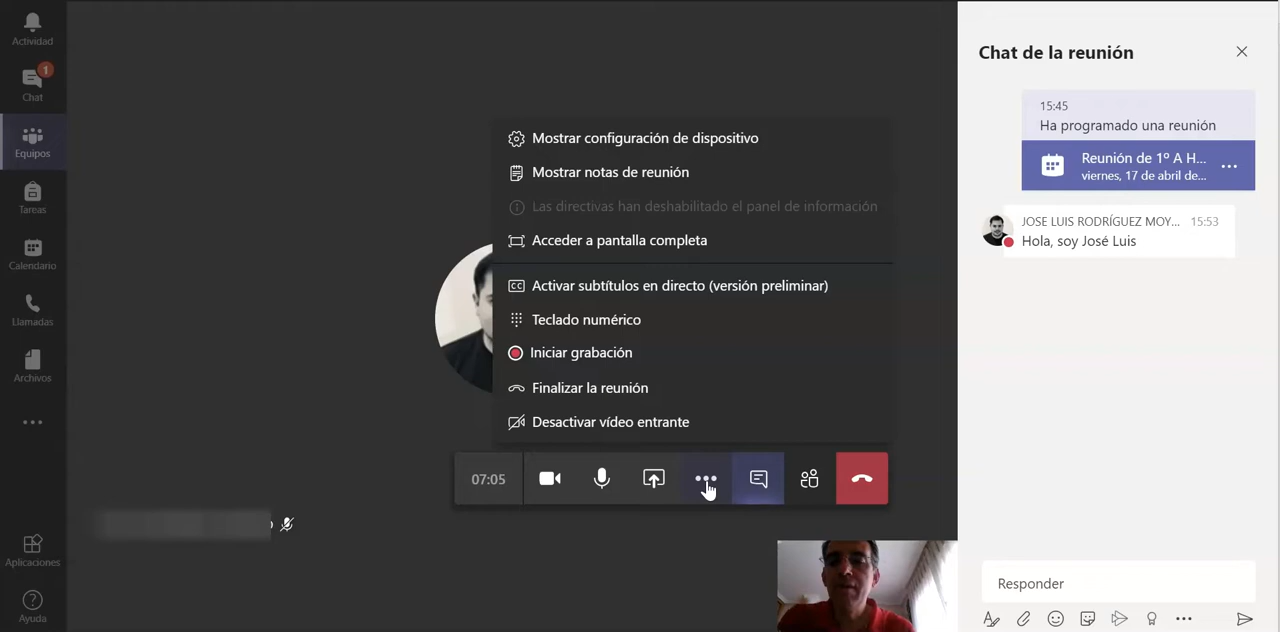 Actividad
1
Chat
Equipos
Tareas
Calendario
Llamadas
Archivos
Aplicaciones
Ayuda
Mostrar configuración de dispositivo
Mostrar notas de reunión
Las directivas han deshabilitado el panel de información
Acceder a pantalla completa
CC Activar subtítulos en directo (versión preliminar)
Teclado numérico
Iniciar grabación
Finalizar la reunión
Desactivar vídeo entrante
07:05
Chat de la reunión
15:45
Ha programado una reunión
Reunión de 1º A H...
viernes, 17 de abril de...
JOSE LUIS RODRÍGUEZ MOY... 15:53
Hola, soy José Luis
Responder